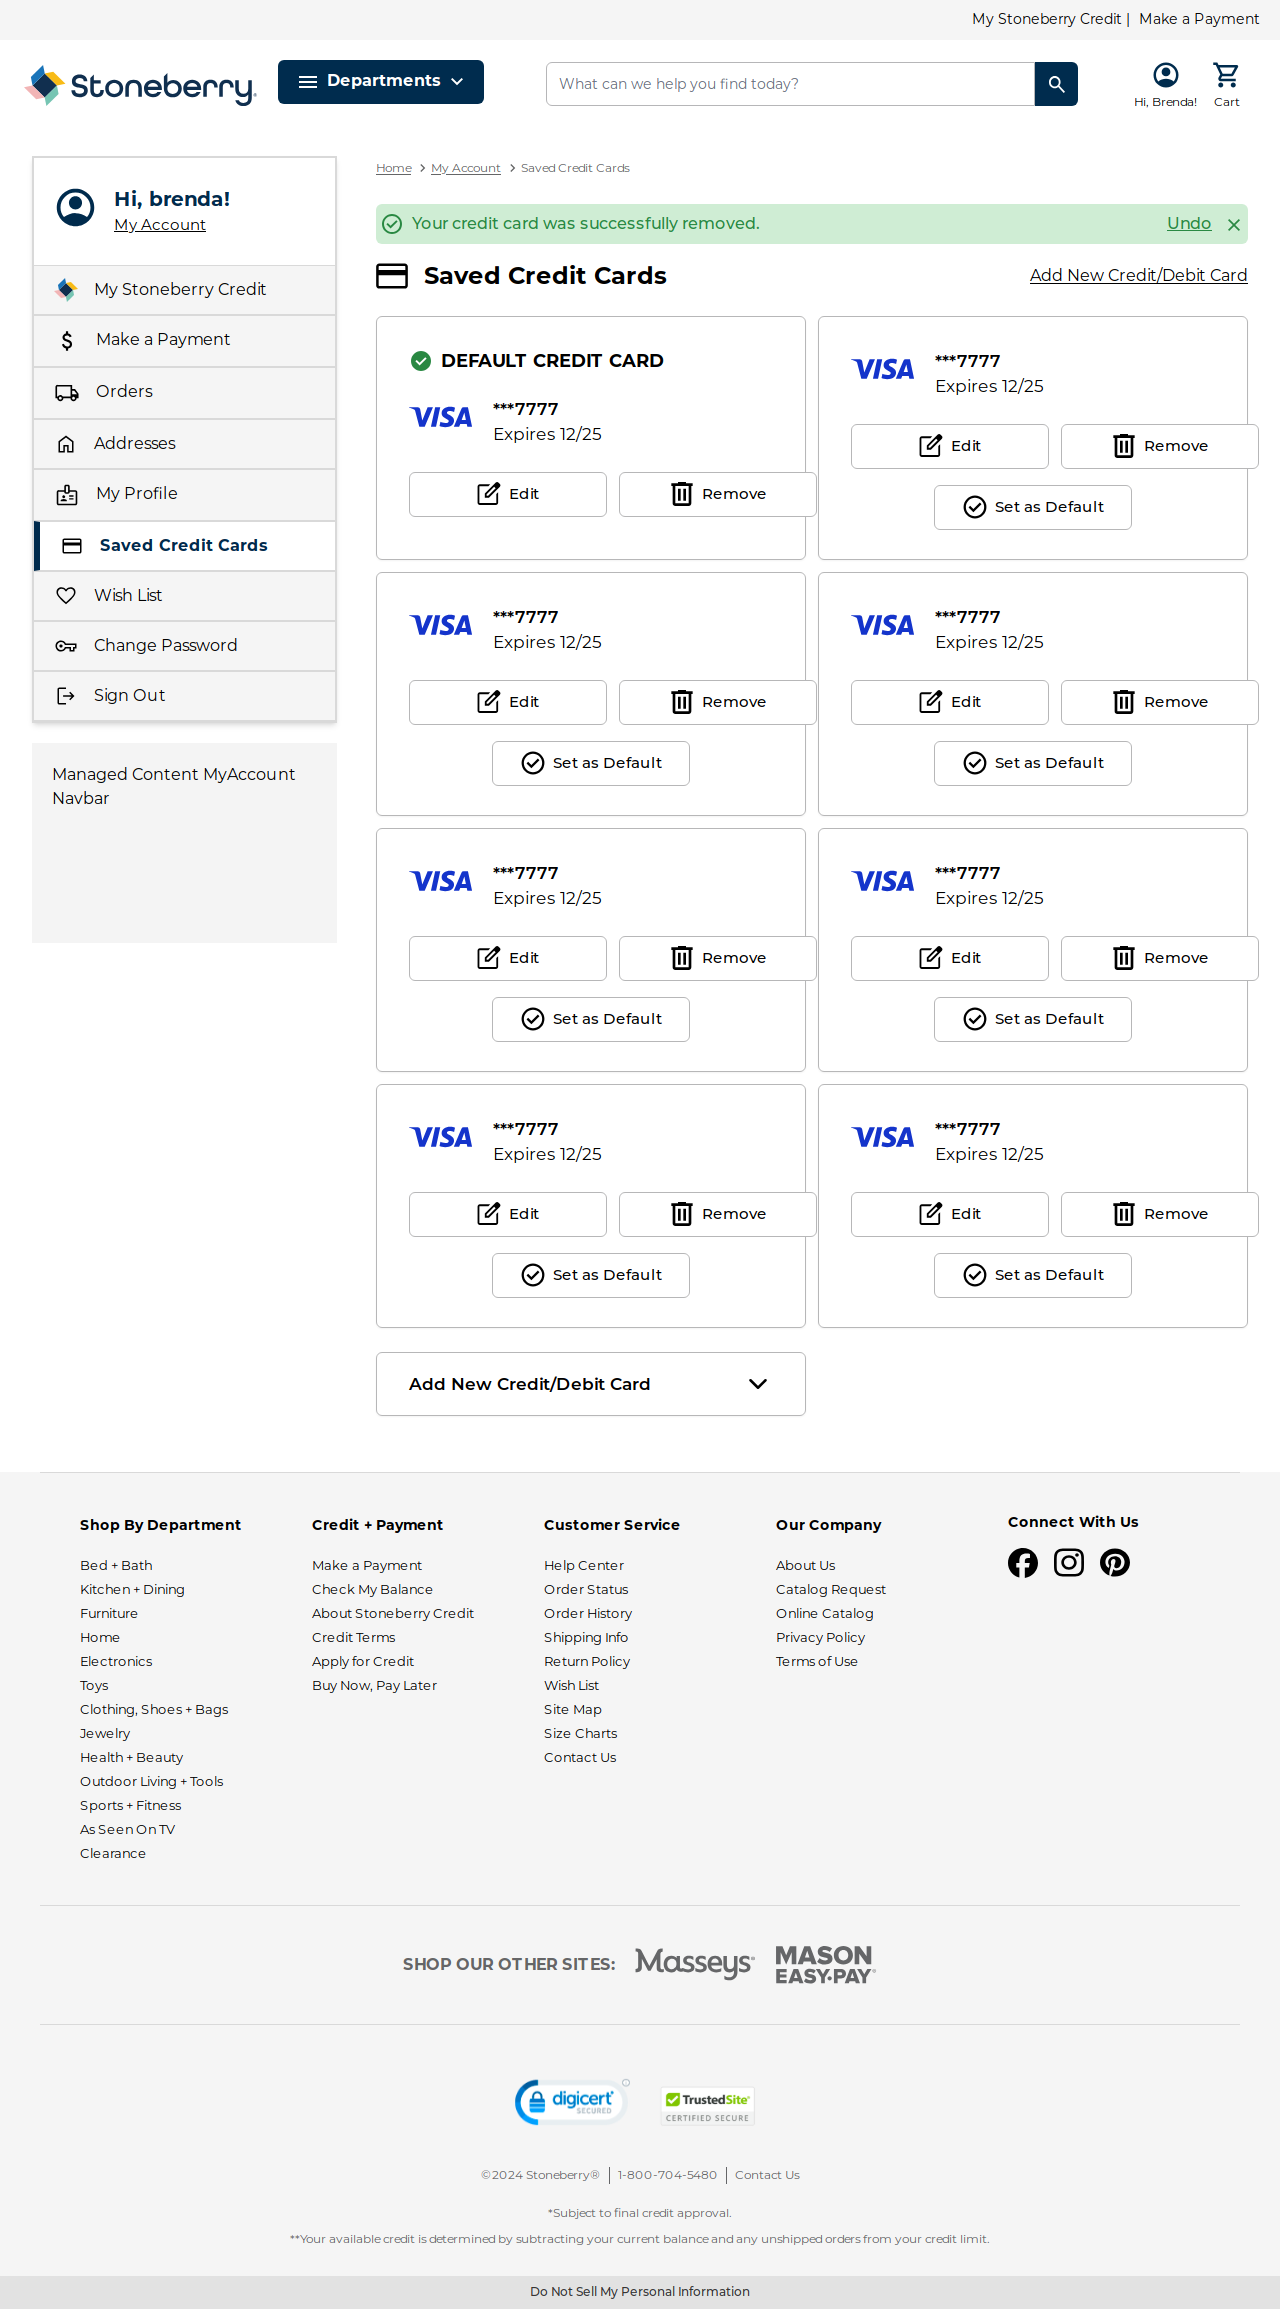 My Stoneberry Credit | Make a Payment
Stoneberry
Departments
What can we help you find today?
Hi, Brenda!
Cart
Hi, brenda!
My Account
My Stoneberry Credit
Make a Payment
Orders
Addresses
My Profile
Saved Credit Cards
Wish List
Change Password
Sign Out
Managed Content MyAccount
Navbar
Home > My Account > Saved Credit Cards
Your credit card was successfully removed.
Undo
Saved Credit Cards
Add New Credit/Debit Card
DEFAULT CREDIT CARD
VISA
***7777
Expires 12/25
Edit
Remove
VISA
***7777
Expires 12/25
Edit
Remove
Set as Default
VISA
***7777
Expires 12/25
Edit
Remove
Set as Default
VISA
***7777
Expires 12/25
Edit
Remove
Set as Default
VISA
***7777
Expires 12/25
Edit
Remove
Set as Default
VISA
***7777
Expires 12/25
Edit
Remove
Set as Default
VISA
***7777
Expires 12/25
Edit
Remove
Set as Default
VISA
***7777
Expires 12/25
Edit
Remove
Set as Default
Add New Credit/Debit Card
Shop By Department
Bed + Bath
Kitchen + Dining
Furniture
Home
Electronics
Toys
Clothing, Shoes + Bags
Jewelry
Health + Beauty
Outdoor Living + Tools
Sports + Fitness
As Seen On TV
Clearance
Credit + Payment
Make a Payment
Check My Balance
About Stoneberry Credit
Credit Terms
Apply for Credit
Buy Now, Pay Later
Customer Service
Help Center
Order Status
Order History
Shipping Info
Return Policy
Wish List
Site Map
Size Charts
Contact Us
Our Company
About Us
Catalog Request
Online Catalog
Privacy Policy
Terms of Use
Connect With Us
SHOP OUR OTHER SITES:
Masseys
MASON
EASY•PAY
digicert
SECURED
TrustedSite
CERTIFIED SECURE
©2024 Stoneberry® | 1-800-704-5480 | Contact Us
*Subject to final credit approval.
**Your available credit is determined by subtracting your current balance and any unshipped orders from your credit limit.
Do Not Sell My Personal Information